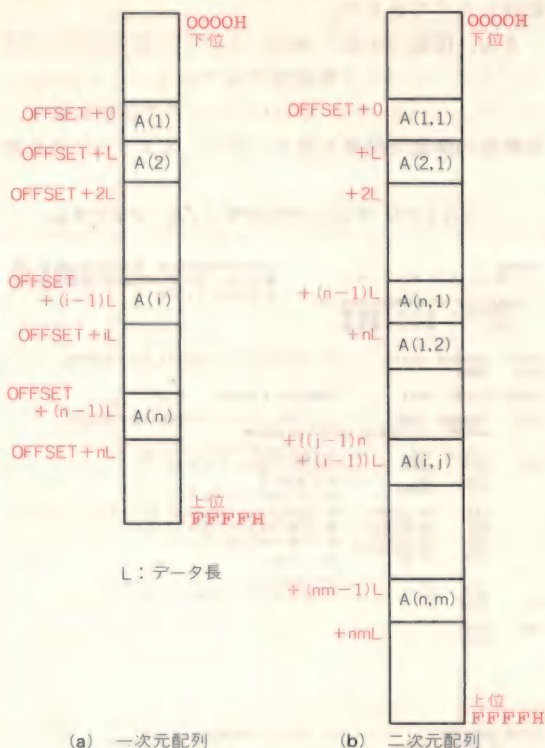 0000H
下位
OFFSET+0
A(1)
OFFSET+L
A(2)
OFFSET+2L
OFFSET
+(i-1)L
A(i)
OFFSET+iL
OFFSET
+(n-1)L
A(n)
OFFSET+nL
上位
FFFFH
L：データ長
(a) 一次元配列
0000H
下位
OFFSET+0
A(1,1)
+L
A(2,1)
+2L
+(n-1)L
A(n,1)
+nL
A(1,2)
+{((j-1)n
+(i-1)}L
A(i,j)
+(nm-1)L
A(n,m)
+nmL
上位
FFFFH
(b) 二次元配列